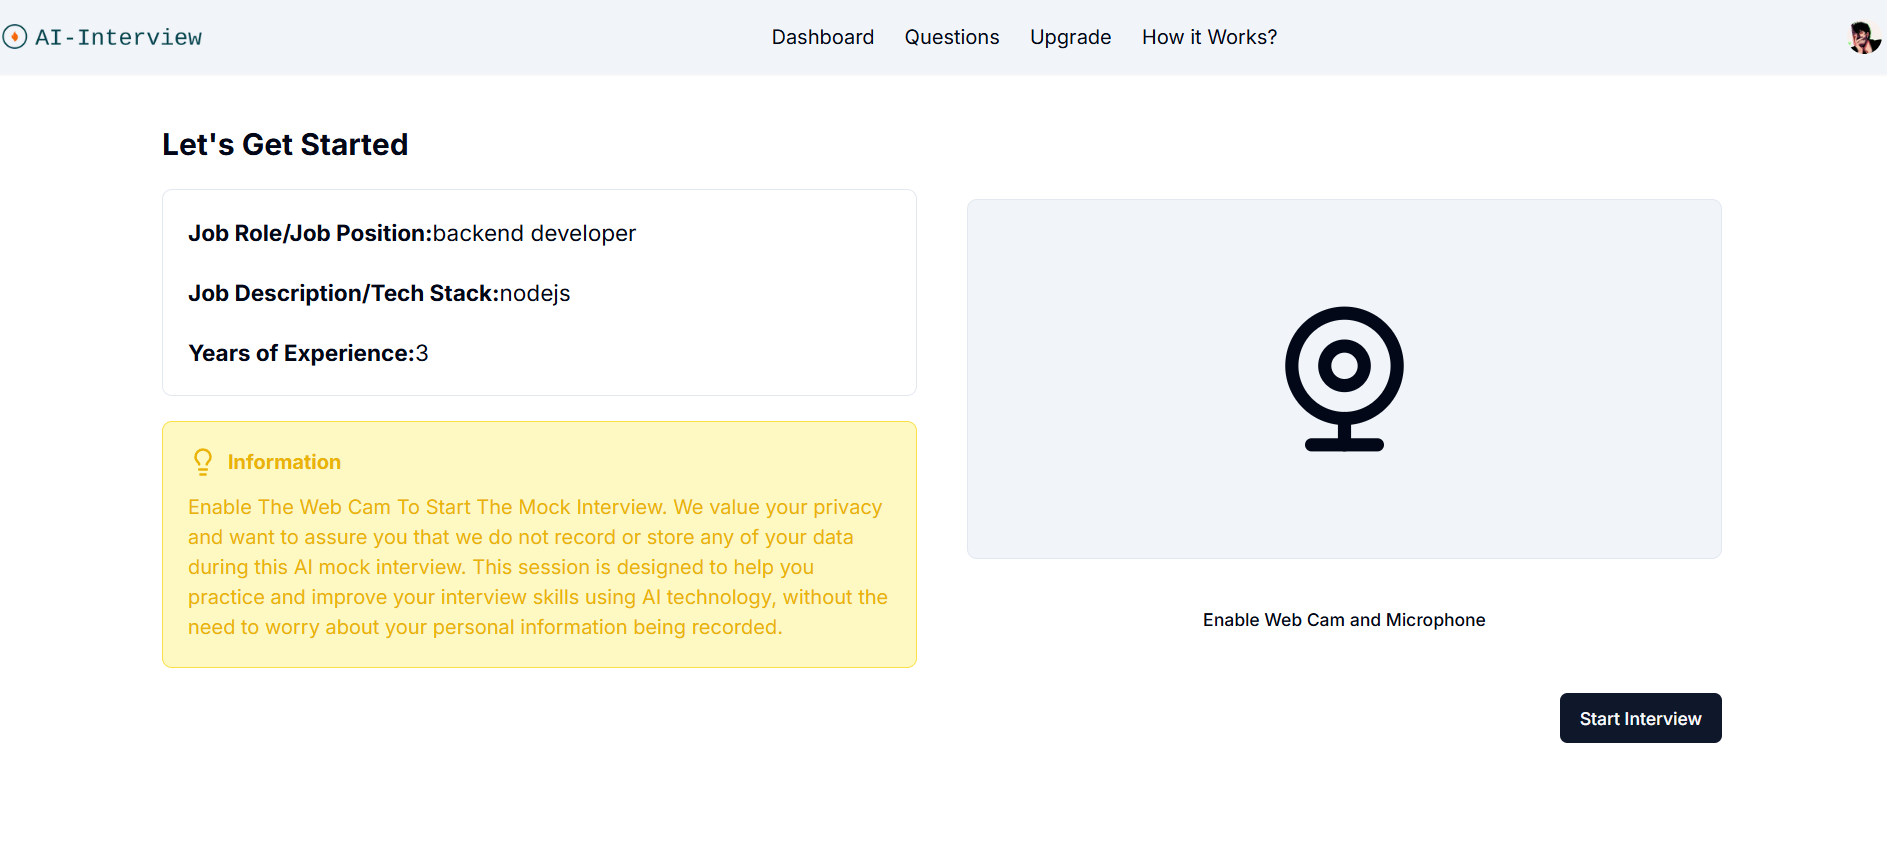 AI-Interview
Dashboard
Questions
Upgrade
How it Works?
Let's Get Started
Job Role/Job Position:backend developer
Job Description/Tech Stack:nodejs
Years of Experience:3
Information
Enable The Web Cam To Start The Mock Interview. We value your privacy
and want to assure you that we do not record or store any of your data
during this AI mock interview. This session is designed to help you
practice and improve your interview skills using AI technology, without the
need to worry about your personal information being recorded.
Enable Web Cam and Microphone
Start Interview